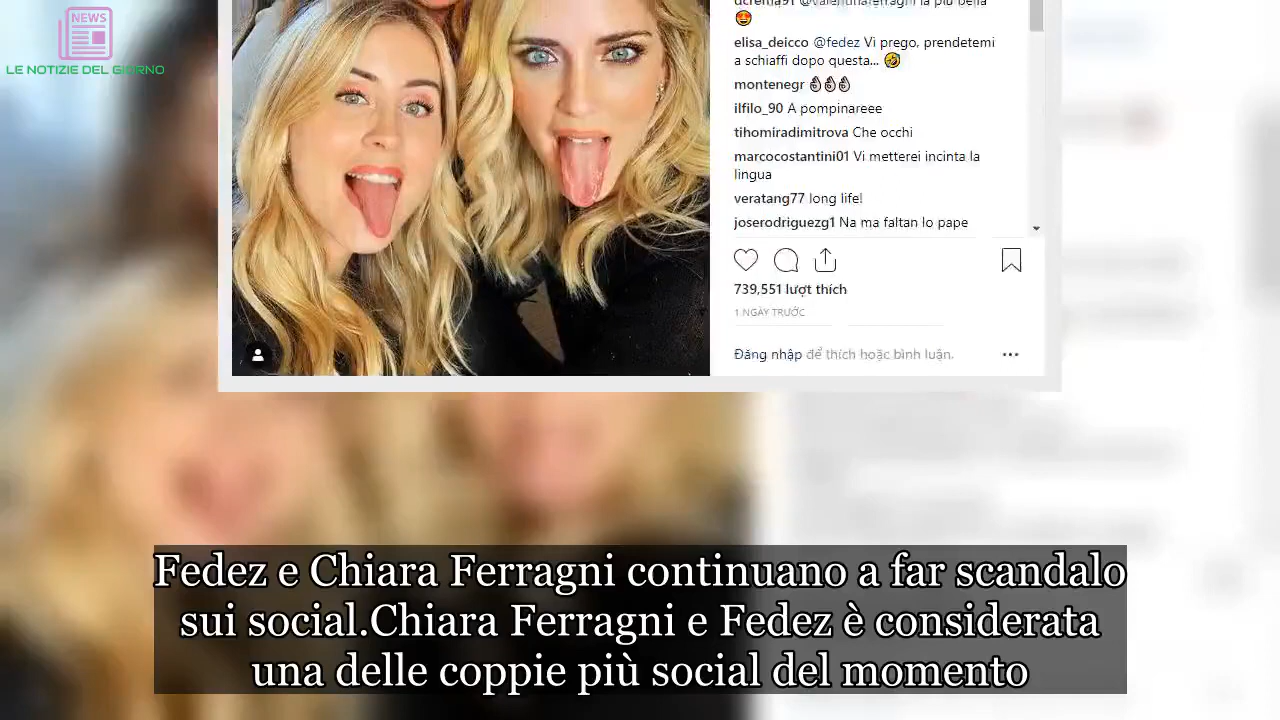 NEWS
LE NOTIZIE DEL GIORNO
elisa_deicco @fedez Vi prego, prendetemi
a schiaffi dopo questa... 🤣
montenegr 👌🏻👌🏻👌🏻
ilfilo_90 A pompinareee
tihomiradimitrova Che occhi
marcocostantini01 Vi metterei incinta la
lingua
veratang77 long life!
joserodriguezg1 Na ma faltan lo pape
739,551 lượt thích
1 NGÀY TRƯỚC
Đăng nhập để thích hoặc bình luận.
Fedez e Chiara Ferragni continuano a far scandalo
sui social.Chiara Ferragni e Fedez è considerata
una delle coppie più social del momento